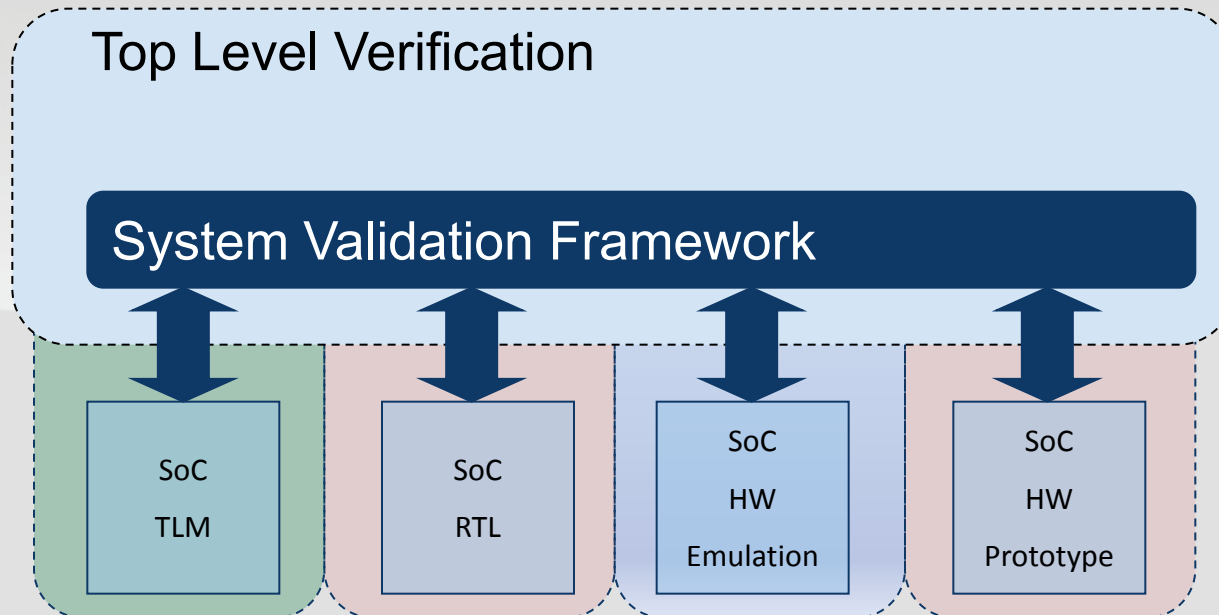 Top Level Verification
System Validation Framework
SoC
TLM
SoC
RTL
SoC
HW
Emulation
SoC
HW
Prototype